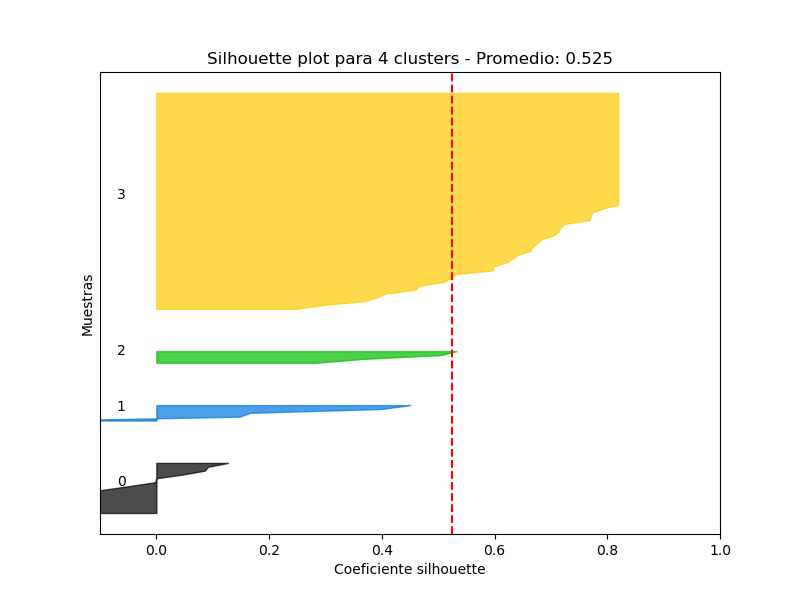 Silhouette plot para 4 clusters - Promedio: 0.525
Muestras
3
2
1
0
0.0 0.2 0.4 0.6 0.8 1.0
Coeficiente silhouette